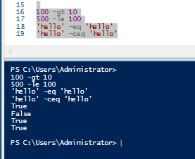 15
16 100 -gt 10
17 500 -le 100
18 'hello' -eq 'hello'
19 'hello' -ceq 'hello'
PS C:\Users\Administrator>
100 -gt 10
500 -le 100
'hello' -eq 'hello'
'hello' -ceq 'hello'
True
False
True
True
PS C:\Users\Administrator>